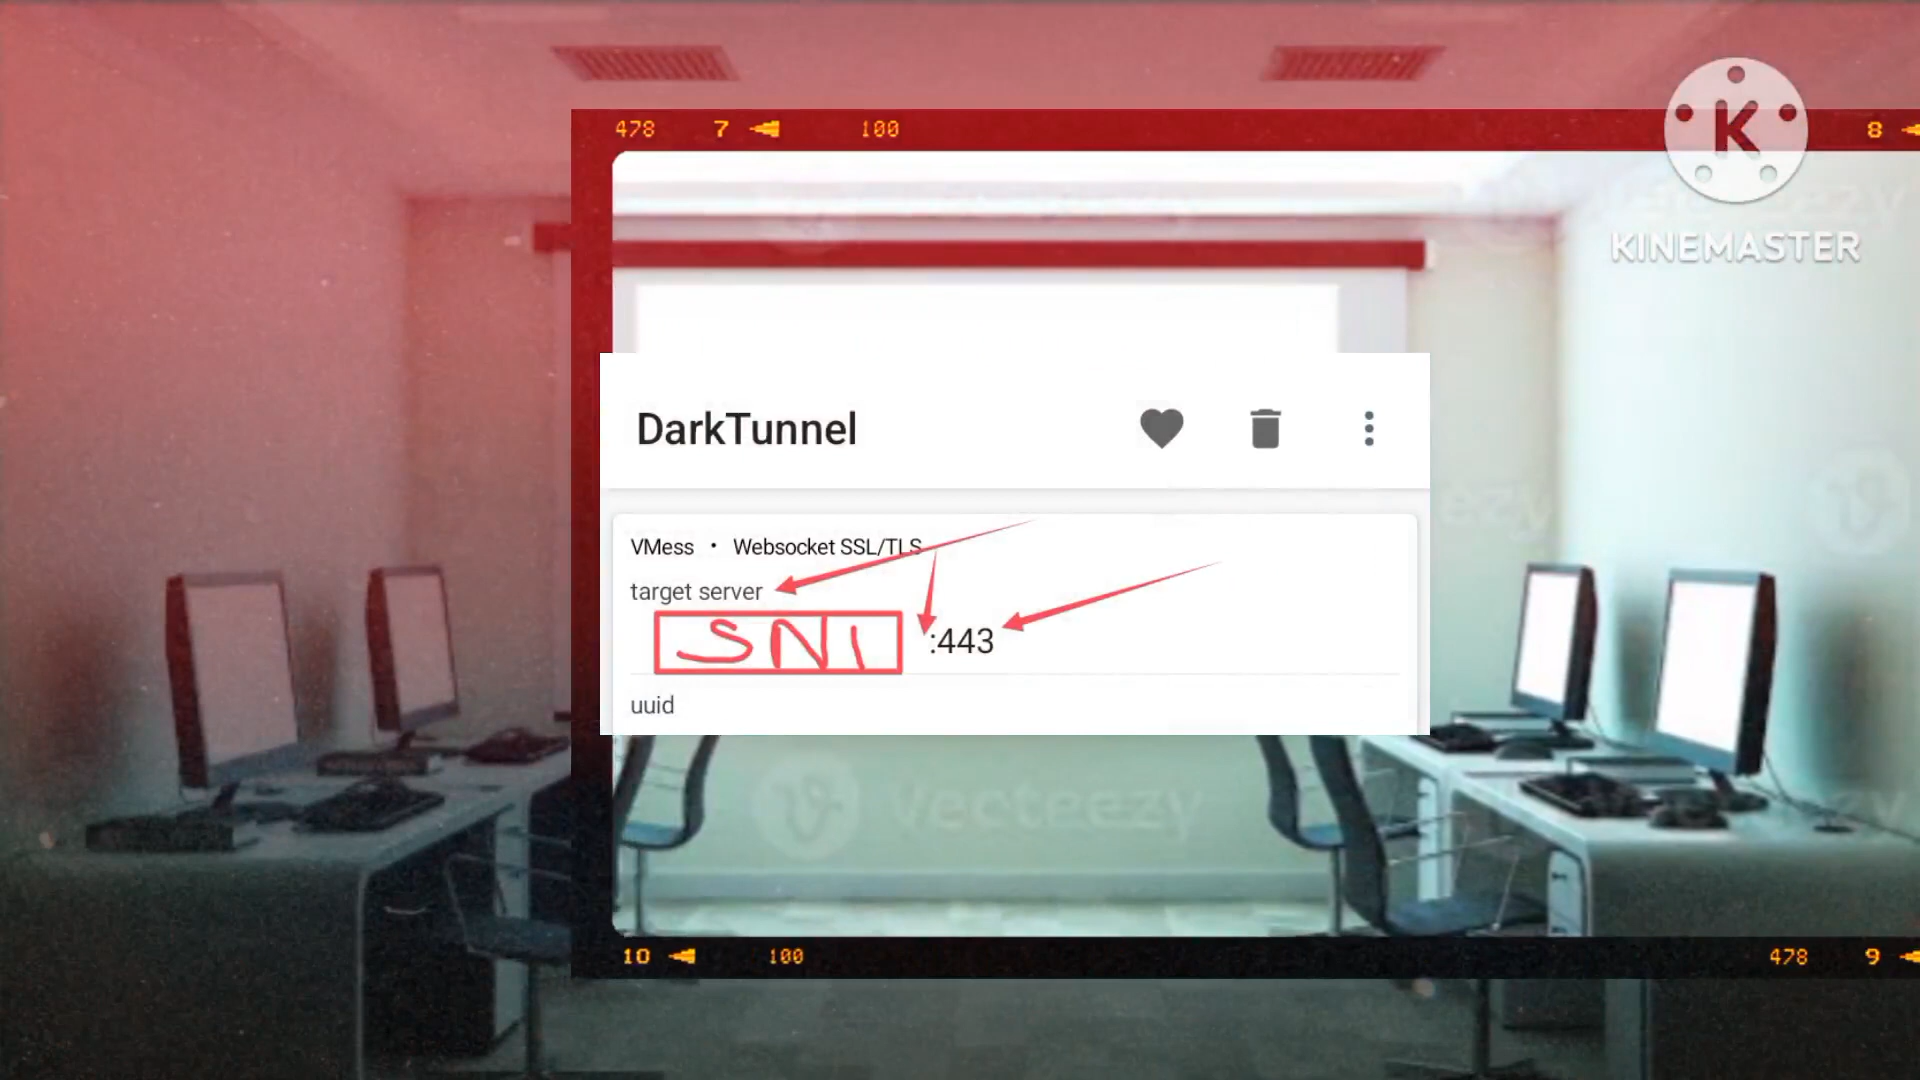 478 7 100 8
K
KINEMASTER
DarkTunnel
VMess • Websocket SSL/TLS
target server
SNI :443
uuid
Vecteezy
10 100 478 9